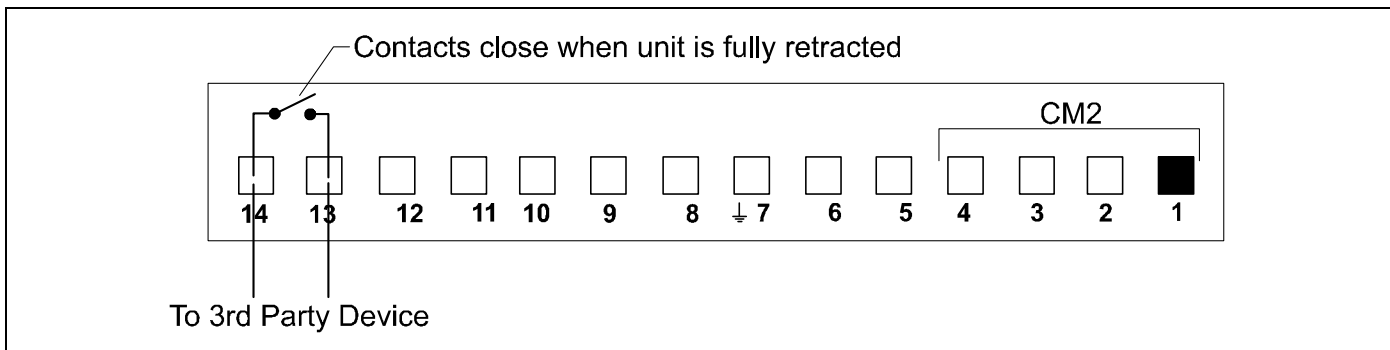 Contacts close when unit is fully retracted
CM2
14 13 12 11 10 9 8 ⏚ 7 6 5 4 3 2 1
To 3rd Party Device